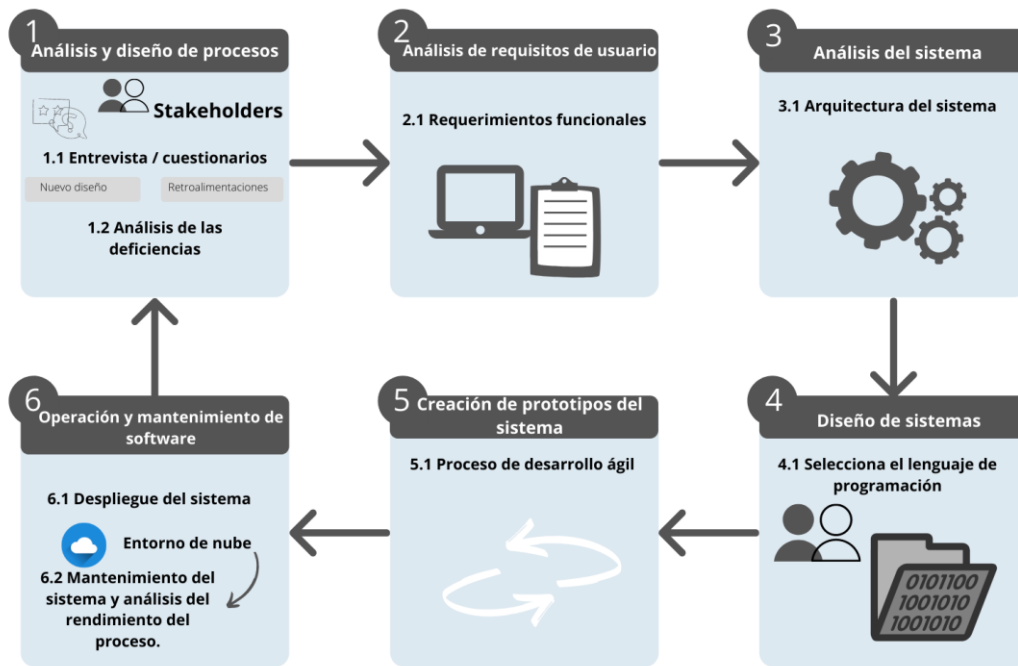 1
Análisis y diseño de procesos
Stakeholders
1.1 Entrevista / cuestionarios
Nuevo diseño
Retroalimentaciones
1.2 Análisis de las
deficiencias
2
Análisis de requisitos de usuario
2.1 Requerimientos funcionales
3
Análisis del sistema
3.1 Arquitectura del sistema
4
Diseño de sistemas
4.1 Selecciona el lenguaje de
programación
0101100
1001010
1001010
5
Creación de prototipos del
sistema
5.1 Proceso de desarrollo ágil
6
Operación y mantenimiento de
software
6.1 Despliegue del sistema
Entorno de nube
6.2 Mantenimiento del
sistema y análisis del
rendimiento del
proceso.